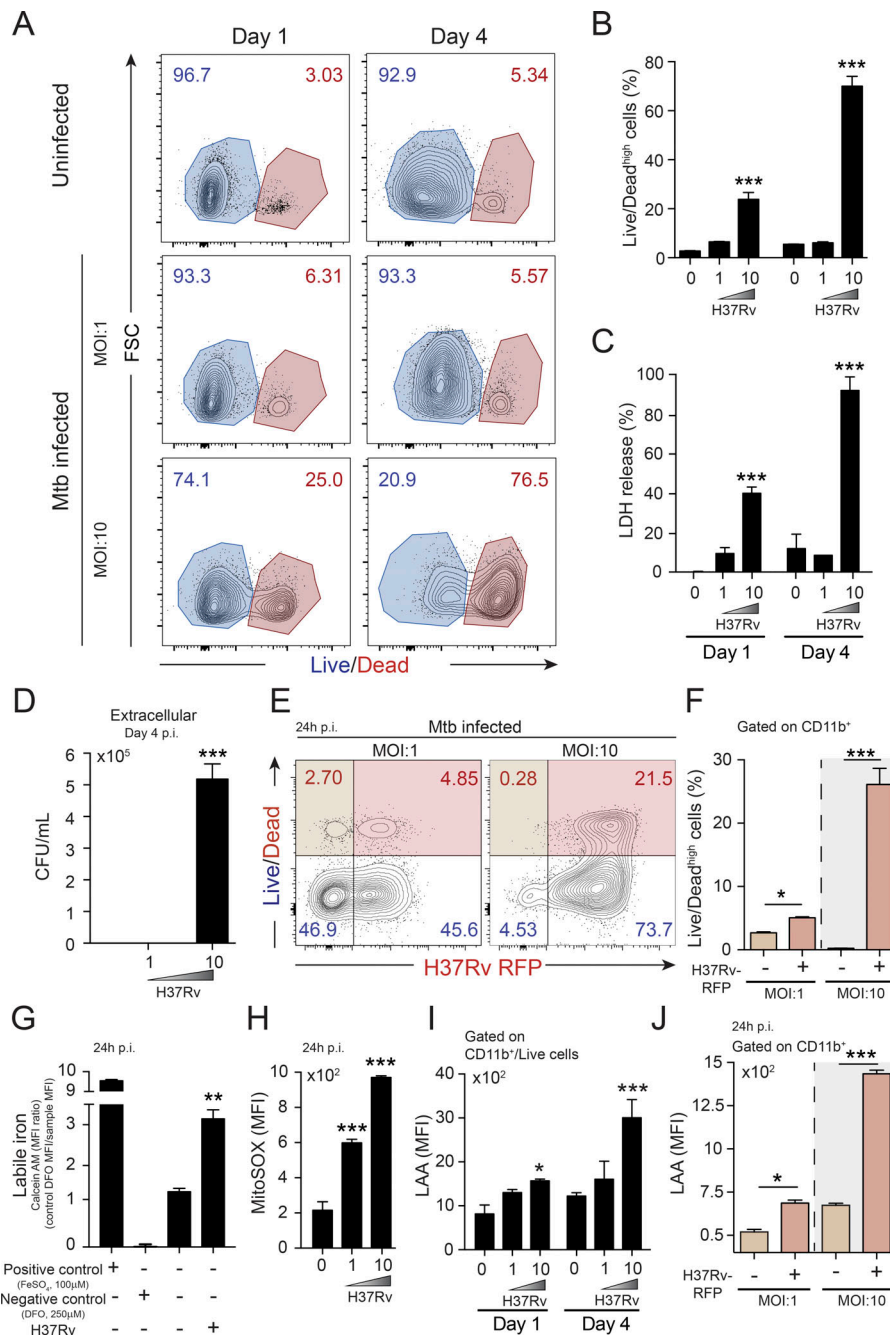 A
Day 1
Day 4
Uninfected
96.7
3.03
92.9
5.34
Mtb infected
MOI:1
FSC
93.3
6.31
93.3
5.57
MOI:10
74.1
25.0
20.9
76.5
Live/Dead
B
Live/Dead^high cells (%)
80
60
40
20
0
***
***
0 1 10 0 1 10
H37Rv H37Rv
C
LDH release (%)
100
80
60
40
20
0
***
***
0 1 10 0 1 10
H37Rv H37Rv
Day 1 Day 4
D
Extracellular
Day 4 p.i.
x10⁵
***
CFU/mL
6
5
4
3
2
1
0
1 10
H37Rv
E
24h p.i.
Mtb infected
MOI:1 MOI:10
Live/Dead
2.70 4.85 0.28 21.5
46.9 45.6 4.53 73.7
H37Rv RFP
F
Gated on CD11b⁺
Live/Dead^high cells (%)
30
20
10
0
*
***
H37Rv-RFP - + - +
MOI:1 MOI:10
G
24h p.i.
Labile iron
Calcein AM (MFI ratio)
(control DFO MFI/sample MFI)
10
9
3
2
1
0
**
Positive control + - - -
(FeSO₄, 100μM)
Negative control - + - -
(DFO, 250μM)
H37Rv - - - +
H
24h p.i.
x10²
MitoSOX (MFI)
10
8
6
4
2
0
***
***
0 1 10
H37Rv
I
Gated on
CD11b⁺/Live cells
x10²
LAA (MFI)
40
30
20
10
0
*
***
0 1 10 0 1 10
H37Rv H37Rv
Day 1 Day 4
J
24h p.i.
Gated on CD11b⁺
x10²
LAA (MFI)
15
10
7.5
0.5
*
***
H37Rv-RFP - + - +
MOI:1 MOI:10